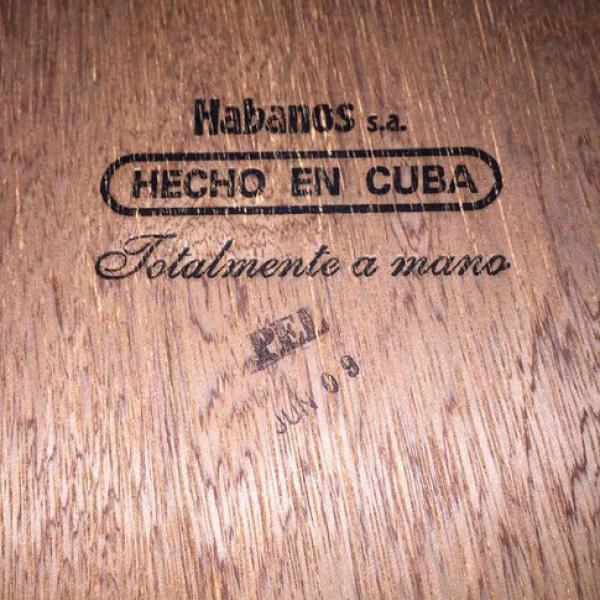 Habanos s.a.
HECHO EN CUBA
Totalmente a mano
PEL
JUN 09